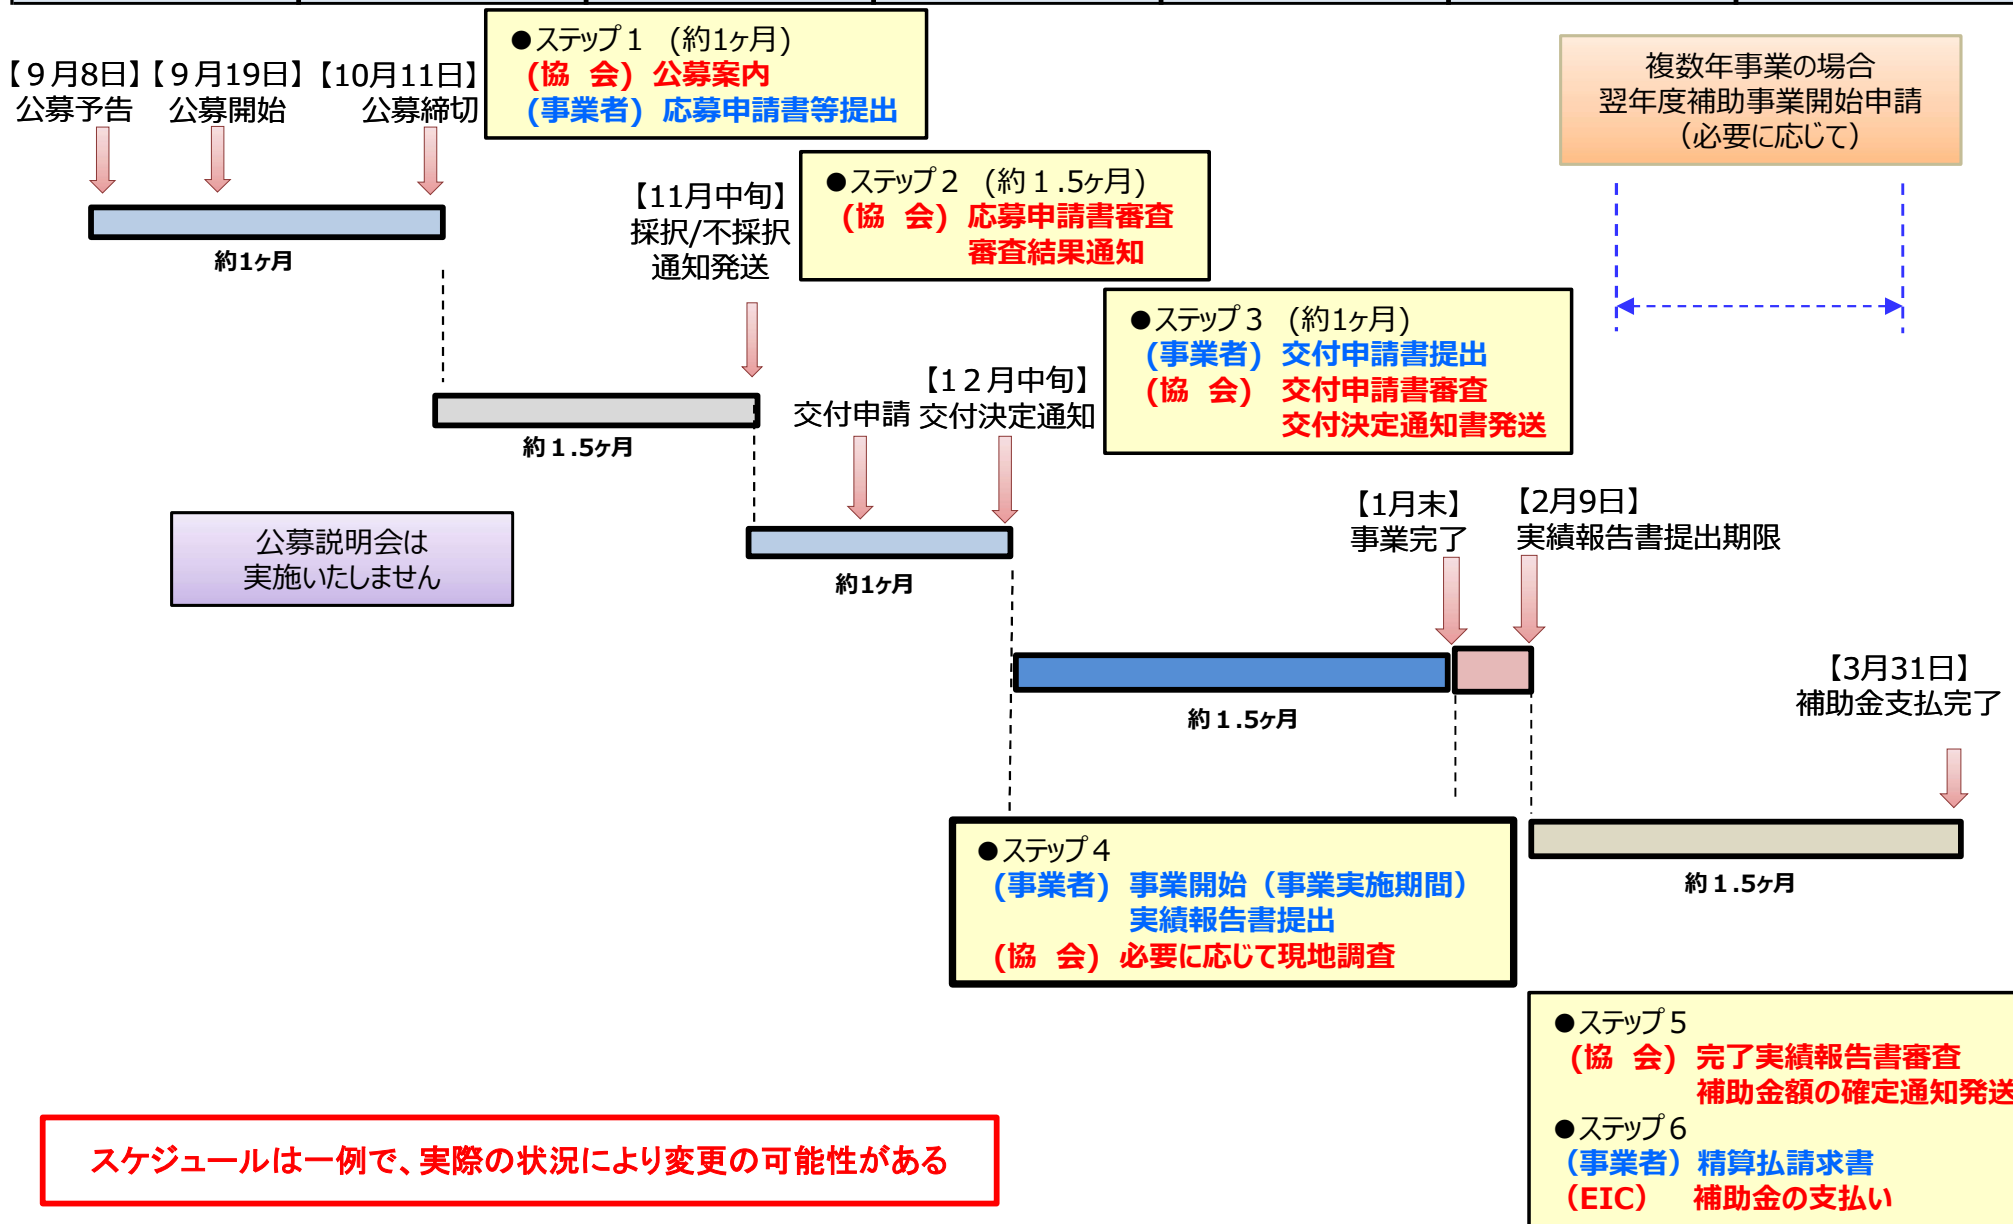 【９月8日】
公募予告
【９月19日】
公募開始
【10月11日】
公募締切
●ステップ１ (約1ヶ月)
(協 会) 公募案内
(事業者) 応募申請書等提出
複数年事業の場合
翌年度補助事業開始申請
（必要に応じて）
約1ヶ月
【11月中旬】
採択/不採択
通知発送
●ステップ２ (約１.5ヶ月)
(協 会) 応募申請書審査
審査結果通知
約１.5ヶ月
交付申請
【1２月中旬】
交付決定通知
●ステップ３ (約1ヶ月)
(事業者) 交付申請書提出
(協 会) 交付申請書審査
交付決定通知書発送
公募説明会は
実施いたしません
約1ヶ月
【1月末】
事業完了
【2月9日】
実績報告書提出期限
約１.5ヶ月
【3月31日】
補助金支払完了
約１.5ヶ月
●ステップ４
(事業者) 事業開始（事業実施期間）
実績報告書提出
(協 会) 必要に応じて現地調査
●ステップ５
(協 会) 完了実績報告書審査
補助金額の確定通知発送
●ステップ６
（事業者）精算払請求書
（EIC） 補助金の支払い
スケジュールは一例で、実際の状況により変更の可能性がある